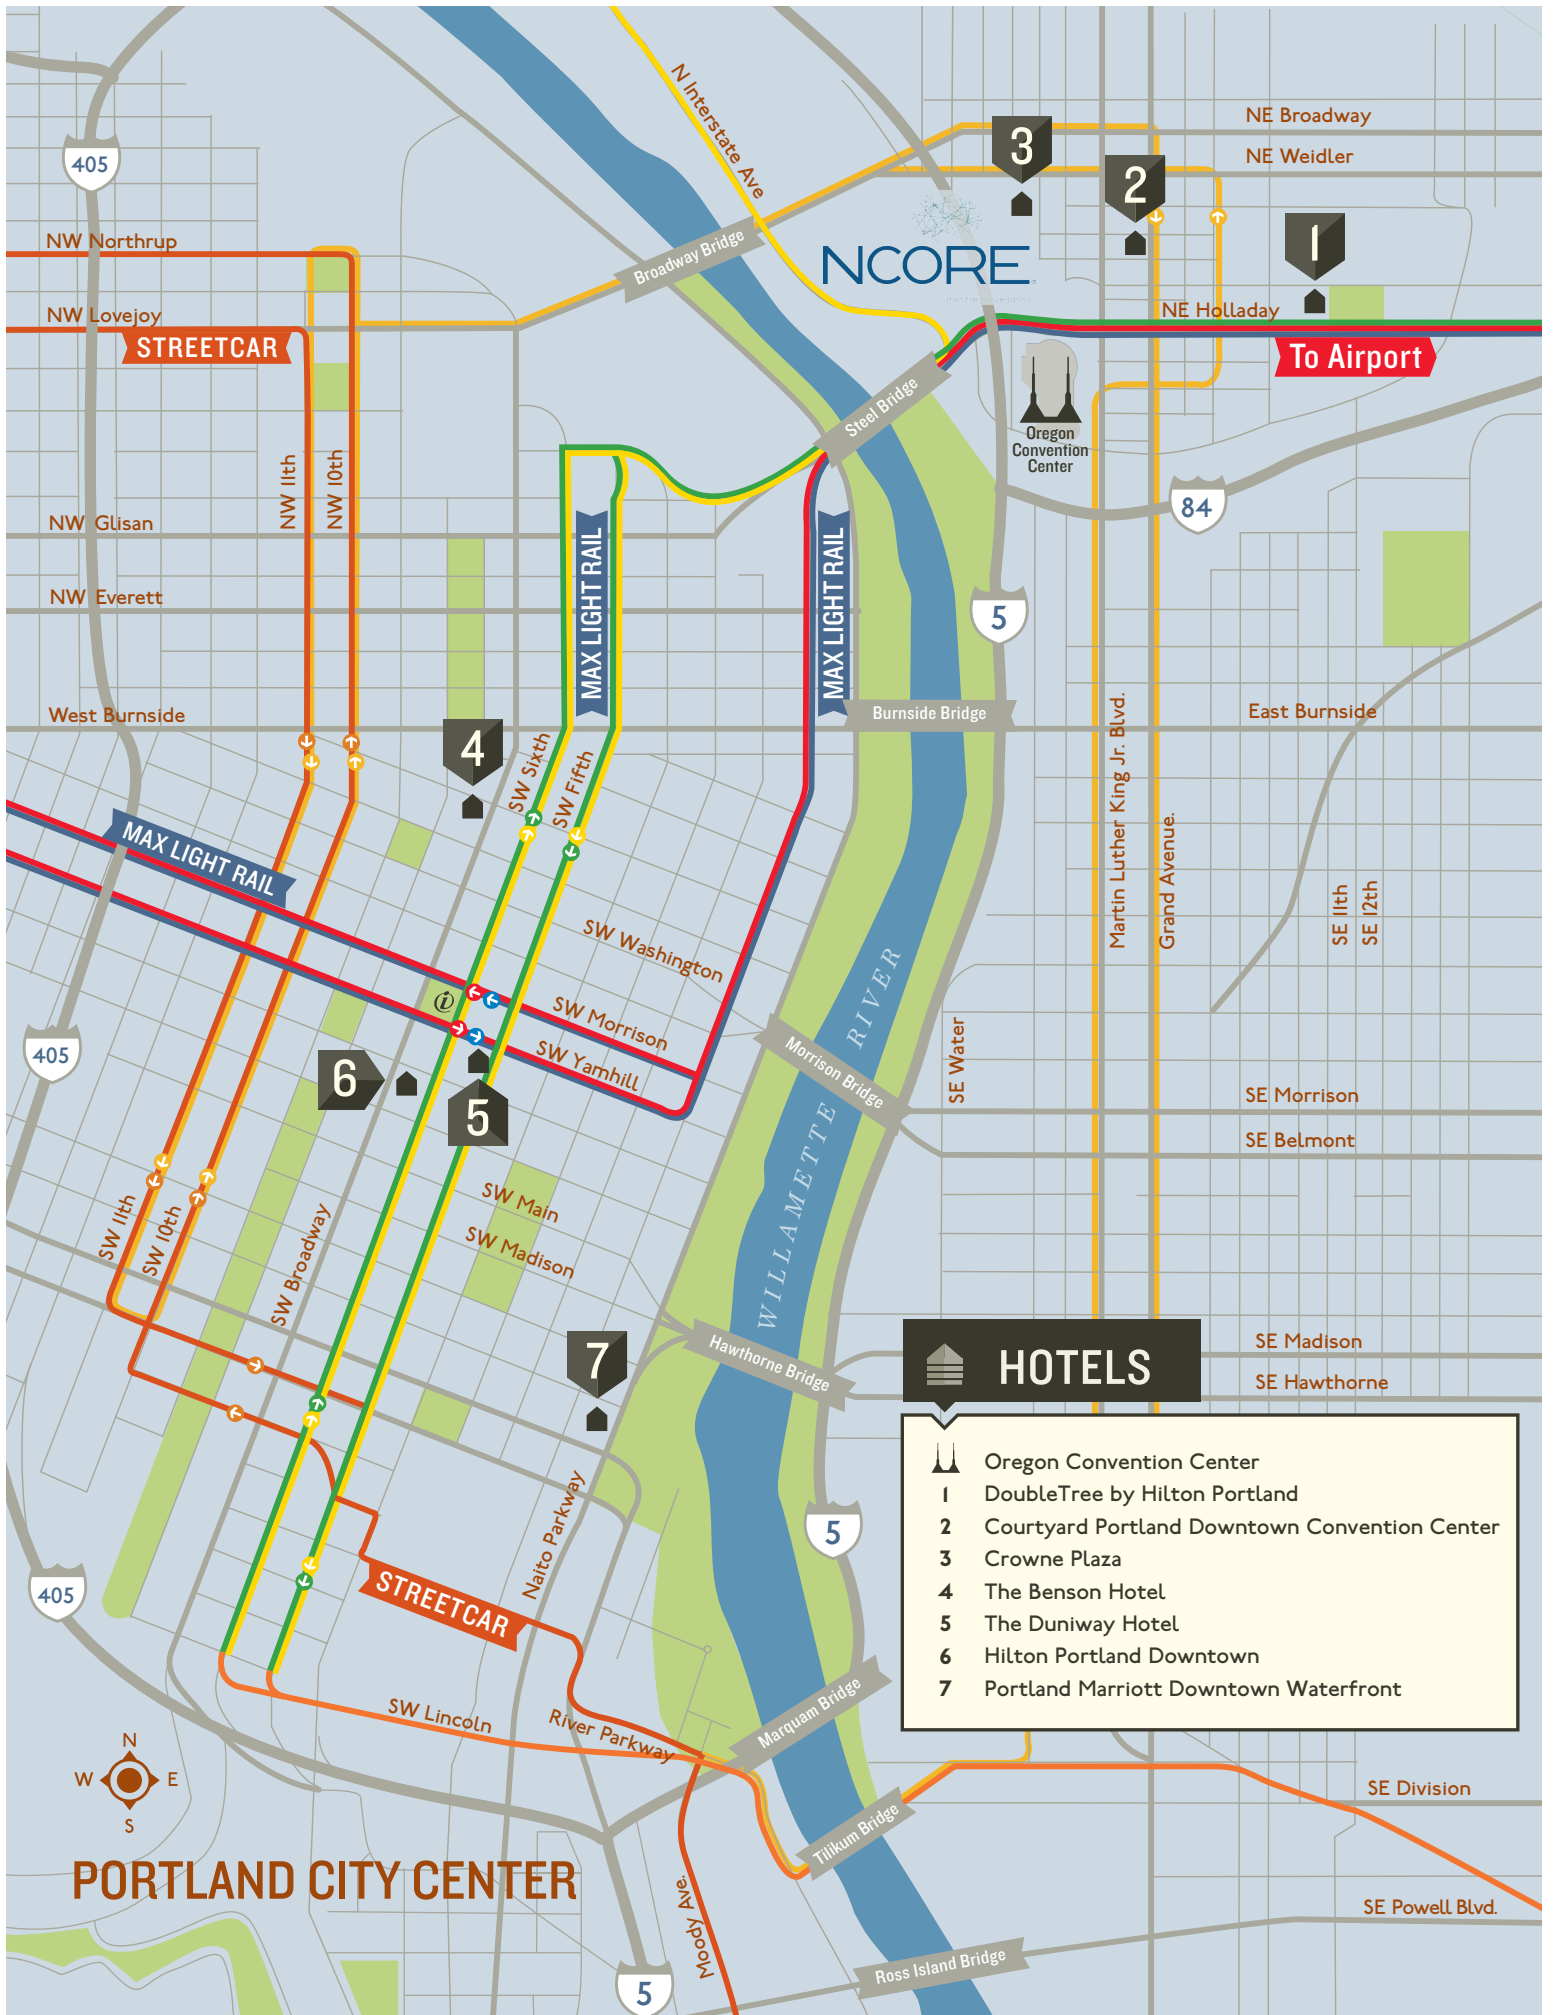 N Interstate Ave
NE Broadway
NE Weidler
405
3
2
1
NW Northrup
Broadway Bridge
NCORE
NW Lovejoy
STREETCAR
NE Holladay
To Airport
Steel Bridge
Oregon
Convention
Center
NW 11th
NW 10th
84
NW Glisan
MAX LIGHT RAIL
MAX LIGHT RAIL
NW Everett
5
West Burnside
Burnside Bridge
East Burnside
4
SW Sixth
SW Fifth
Martin Luther King Jr. Blvd.
Grand Avenue.
MAX LIGHT RAIL
SE 11th
SE 12th
SW Washington
i
SW Morrison
SW Yamhill
WILLAMETTE RIVER
405
6
5
Morrison Bridge
SE Water
SE Morrison
SE Belmont
SW 11th
SW 10th
SW Broadway
SW Main
SW Madison
7
Hawthorne Bridge
SE Madison
SE Hawthorne
HOTELS
Oregon Convention Center
1 DoubleTree by Hilton Portland
2 Courtyard Portland Downtown Convention Center
3 Crowne Plaza
4 The Benson Hotel
5 The Duniway Hotel
6 Hilton Portland Downtown
7 Portland Marriott Downtown Waterfront
5
Naito Parkway
405
STREETCAR
SW Lincoln
River Parkway
Marquam Bridge
N
W E
S
Tilikum Bridge
SE Division
PORTLAND CITY CENTER
Moody Ave.
SE Powell Blvd.
Ross Island Bridge
5